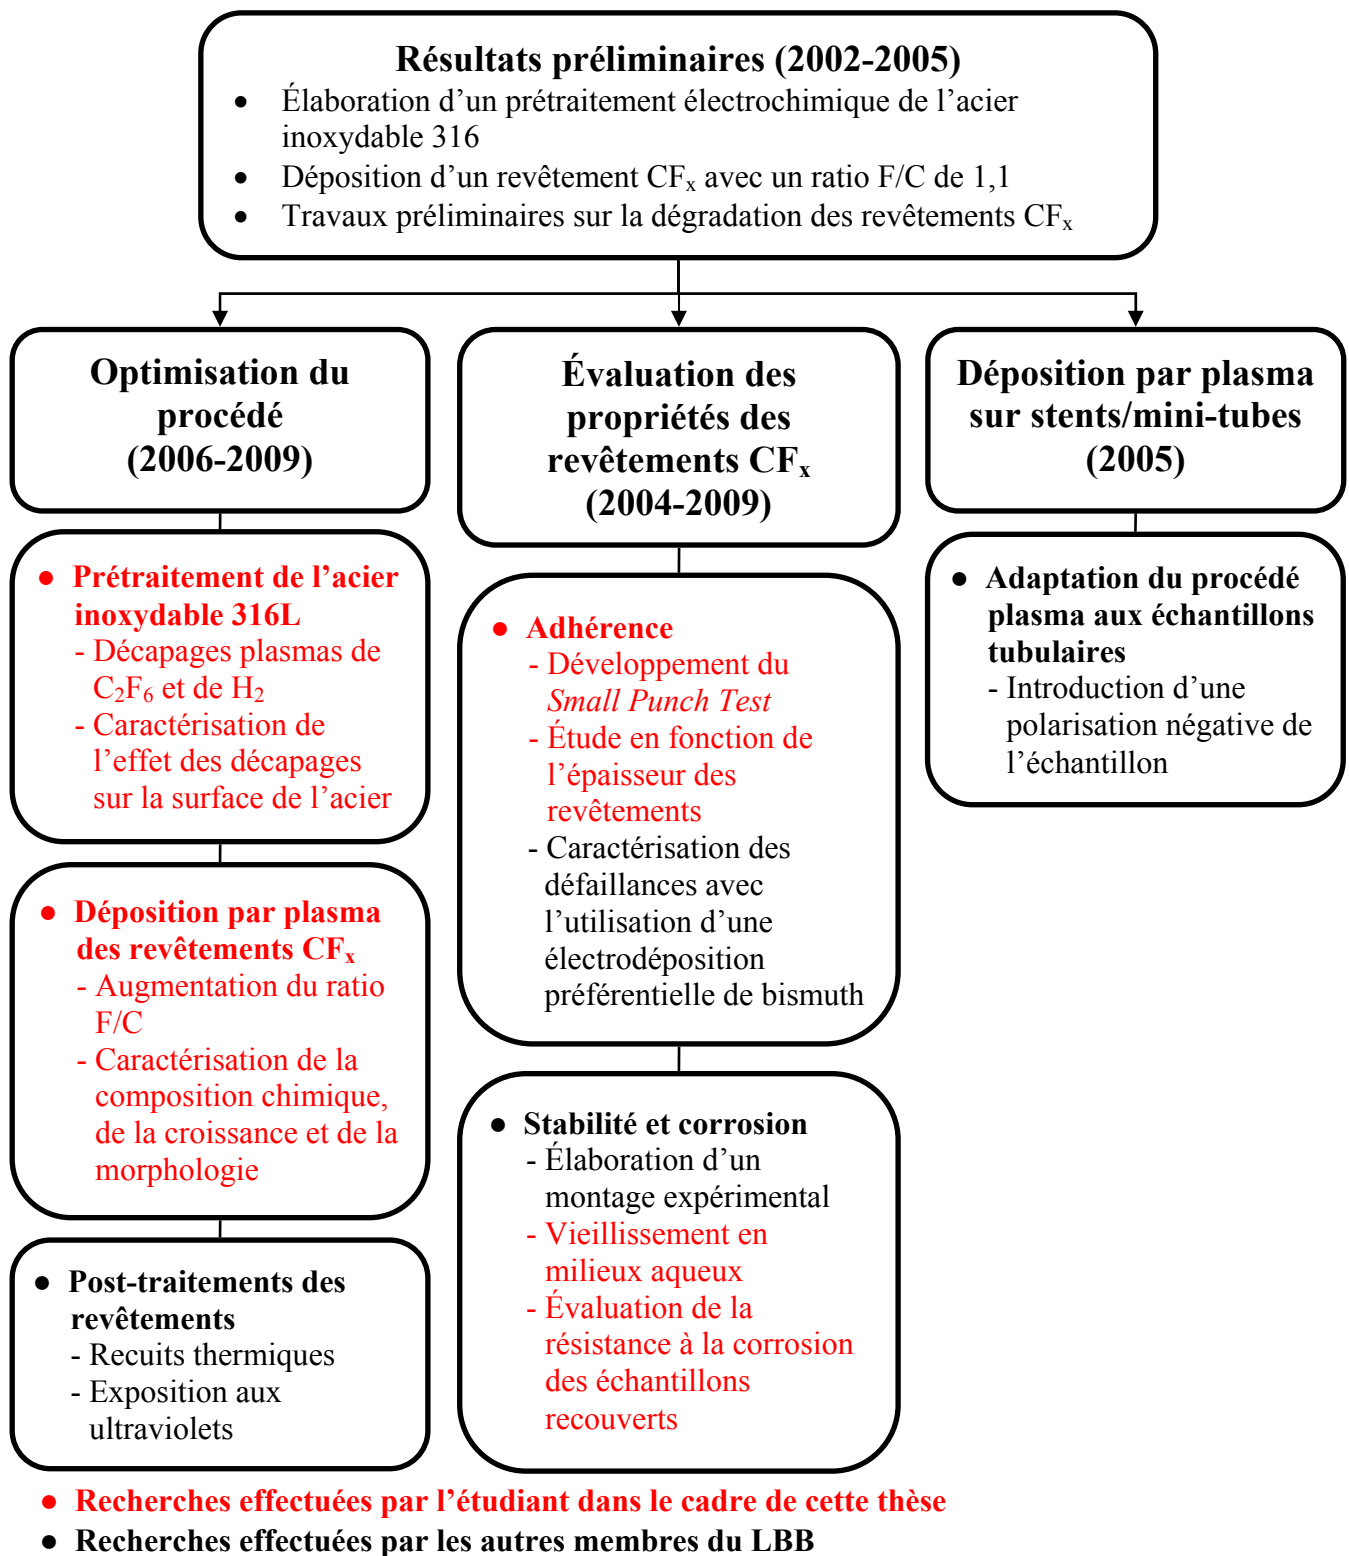 Résultats préliminaires (2002-2005)
• Élaboration d’un prétraitement électrochimique de l’acier
inoxydable 316
• Déposition d’un revêtement CFₓ avec un ratio F/C de 1,1
• Travaux préliminaires sur la dégradation des revêtements CFₓ
Optimisation du
procédé
(2006-2009)
● Prétraitement de l’acier
inoxydable 316L
- Décapages plasmas de
C₂F₆ et de H₂
- Caractérisation de
l’effet des décapages
sur la surface de l’acier
● Déposition par plasma
des revêtements CFₓ
- Augmentation du ratio
F/C
- Caractérisation de la
composition chimique,
de la croissance et de la
morphologie
● Post-traitements des
revêtements
- Recuits thermiques
- Exposition aux
ultraviolets
Évaluation des
propriétés des
revêtements CFₓ
(2004-2009)
● Adhérence
- Développement du
Small Punch Test
- Étude en fonction de
l’épaisseur des
revêtements
- Caractérisation des
défaillances avec
l’utilisation d’une
électrodéposition
préférentielle de bismuth
● Stabilité et corrosion
- Élaboration d’un
montage expérimental
- Vieillissement en
milieux aqueux
- Évaluation de la
résistance à la corrosion
des échantillons
recouverts
Déposition par plasma
sur stents/mini-tubes
(2005)
● Adaptation du procédé
plasma aux échantillons
tubulaires
- Introduction d’une
polarisation négative de
l’échantillon
● Recherches effectuées par l’étudiant dans le cadre de cette thèse
● Recherches effectuées par les autres membres du LBB